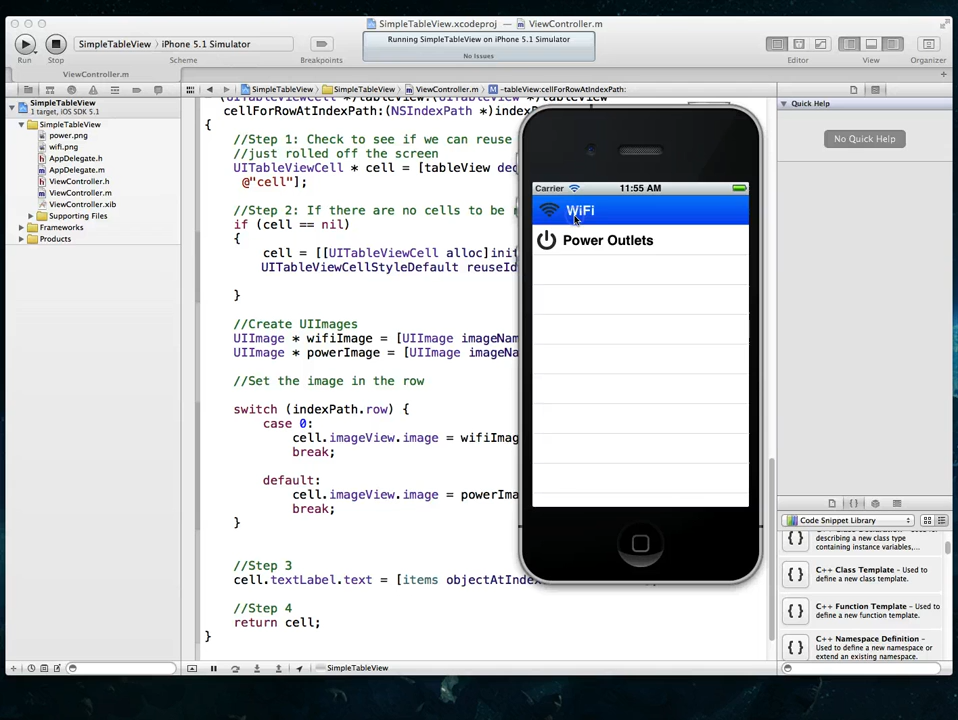 SimpleTableView.xcodeproj — ViewController.m
Run
Stop
SimpleTableView
iPhone 5.1 Simulator
Scheme
Breakpoints
Running SimpleTableView on iPhone 5.1 Simulator
No Issues
Editor
View
Organizer
ViewController.m
SimpleTableView
SimpleTableView
ViewController.m
-tableView:cellForRowAtIndexPath:
Quick Help
No Quick Help
SimpleTableView
1 target, iOS SDK 5.1
SimpleTableView
power.png
wifi.png
AppDelegate.h
AppDelegate.m
ViewController.h
ViewController.m
ViewController.xib
Supporting Files
Frameworks
Products
cellForRowAtIndexPath:(NSIndexPath *)index
{
//Step 1: Check to see if we can reuse
//just rolled off the screen
UITableViewCell * cell = [tableView deq
@"cell"];
//Step 2: If there are no cells to be r
if (cell == nil)
{
cell = [[UITableViewCell alloc]init
UITableViewCellStyleDefault reuseId
}
//Create UIImages
UIImage * wifiImage = [UIImage imageNam
UIImage * powerImage = [UIImage imageNa
//Set the image in the row
switch (indexPath.row) {
case 0:
cell.imageView.image = wifiImag
break;
default:
cell.imageView.image = powerIma
break;
}
//Step 3
cell.textLabel.text = [items objectAtIndex
//Step 4
return cell;
}
Carrier
11:55 AM
WiFi
Power Outlets
Code Snippet Library
describing a new class type
containing instance variables,...
C++ Class Template - Used to
define a new class template.
C++ Function Template - Used to
define a new function template.
C++ Namespace Definition -
Used to define a new namespace
or extend an existing namespace.
SimpleTableView